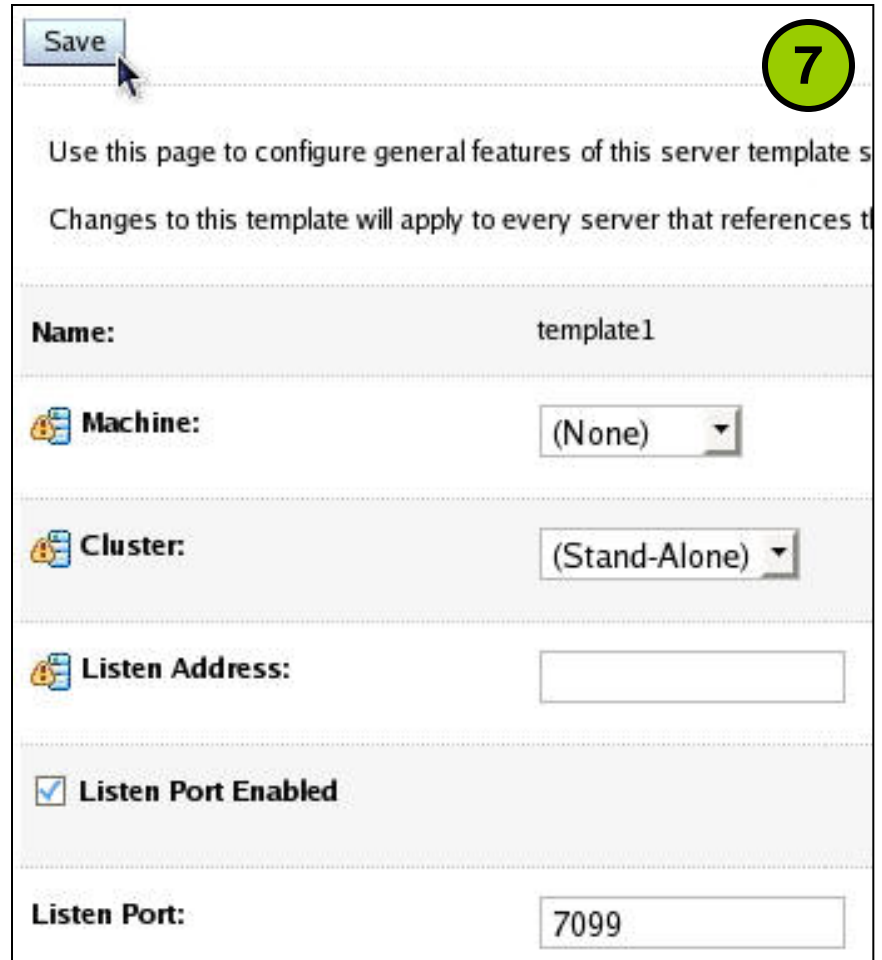 Save
7
Use this page to configure general features of this server template s
Changes to this template will apply to every server that references
Name: template1
Machine: (None)
Cluster: (Stand-Alone)
Listen Address:
Listen Port Enabled
Listen Port: 7099